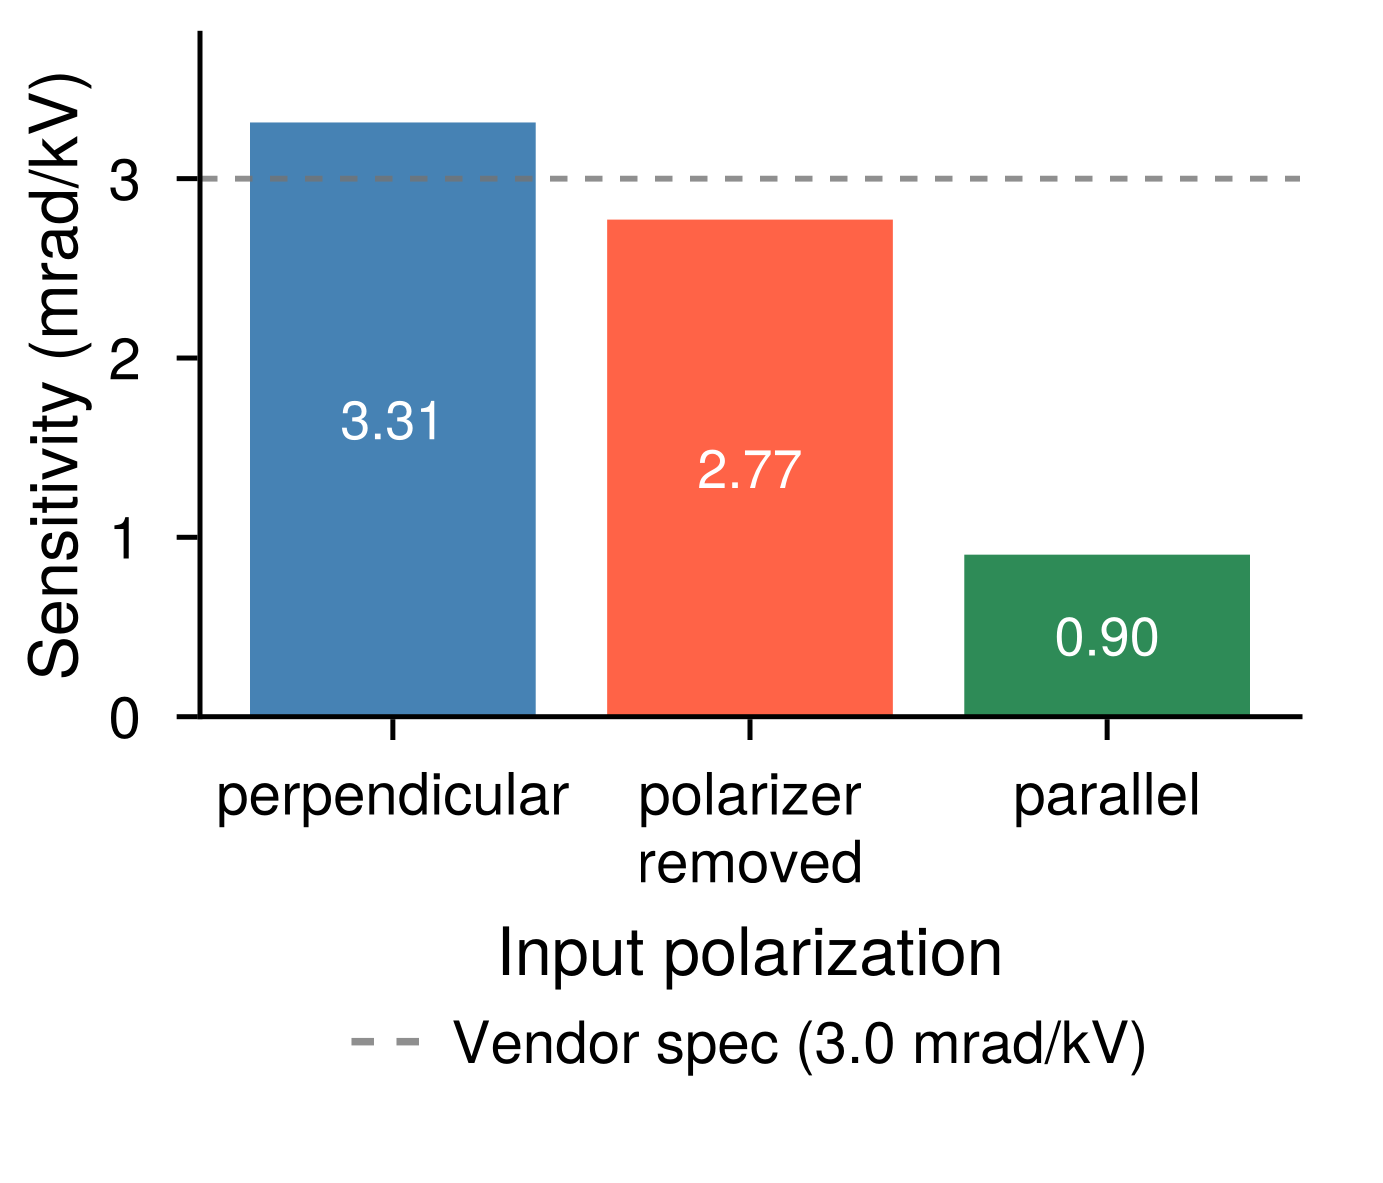 Sensitivity (mrad/kV)
3
2
1
0
3.31
2.77
0.90
perpendicular
polarizer
removed
parallel
Input polarization
Vendor spec (3.0 mrad/kV)